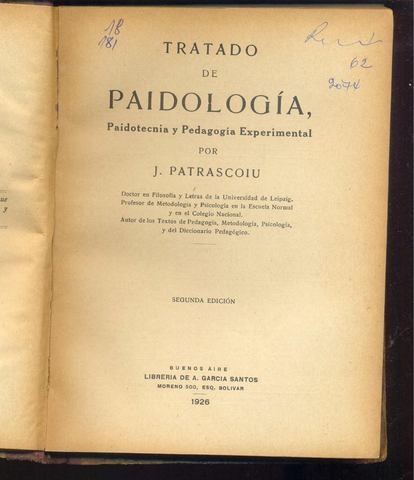 18
181
62
2074
TRATADO
DE
PAIDOLOGÍA,
Paidotecnia y Pedagogía Experimental
POR
J. PATRASCOIU
Doctor en Filosofía y Letras de la Universidad de Leipzig.
Profesor de Metodología y Psicología en la Escuela Normal
y en el Colegio Nacional.
Autor de los Textos de Pedagogía, Metodología, Psicología,
y del Diccionario Pedagógico.
SEGUNDA EDICIÓN
BUENOS AIRE
LIBRERIA DE A. GARCIA SANTOS
MORENO 500, ESQ. BOLIVAR
1926